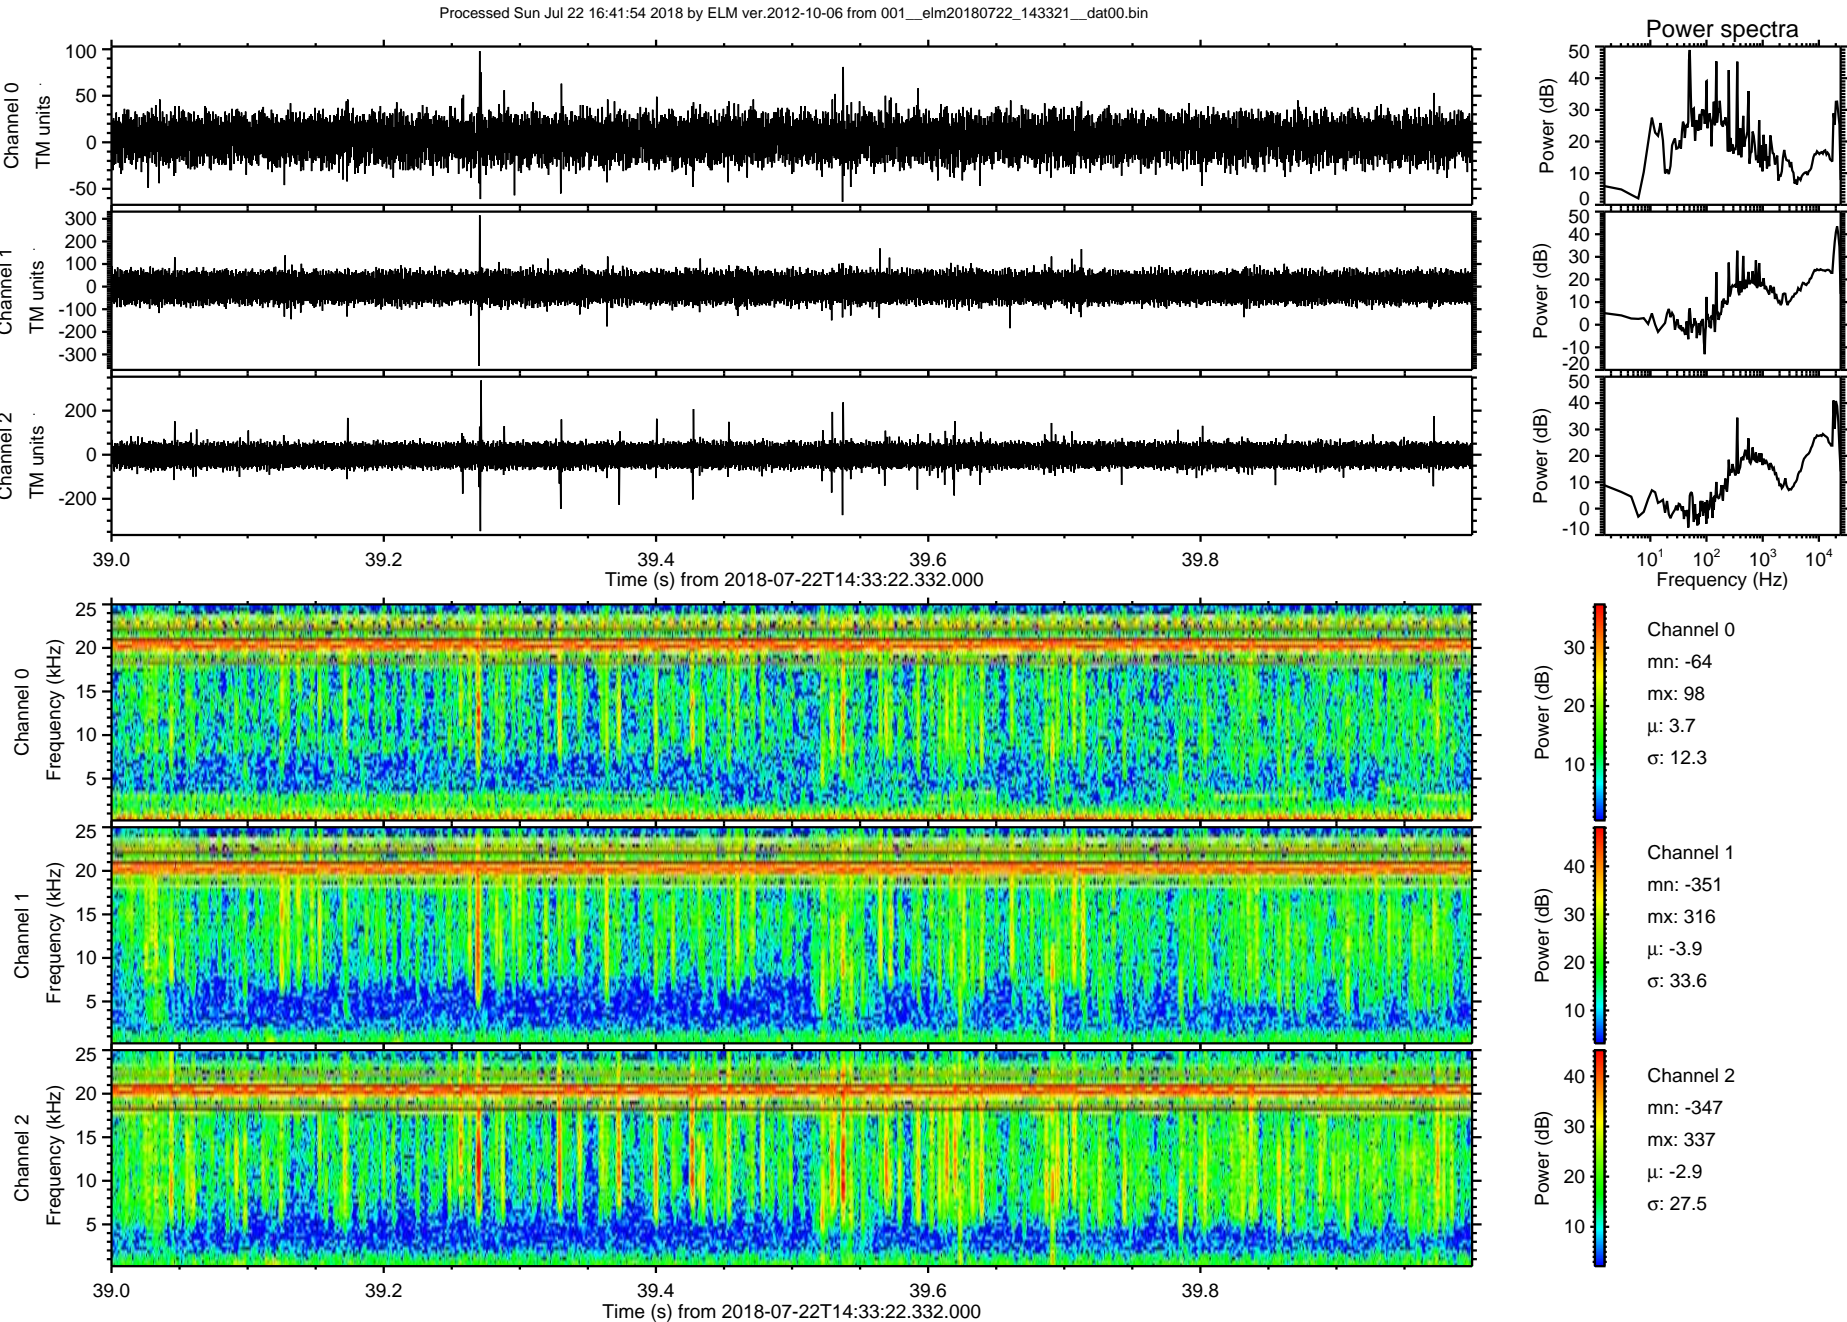 Processed Sun Jul 22 16:41:54 2018 by ELM ver.2012-10-06 from 001__elm20180722_143321__dat00.bin
Power spectra
Channel 0
TM units
100
50
0
-50
Power (dB)
50
40
30
20
10
0
Channel 1
TM units
300
200
100
0
-100
-200
-300
Power (dB)
50
40
30
20
10
0
-10
-20
Channel 2
TM units
200
0
-200
Power (dB)
50
40
30
20
10
0
-10
39.0 39.2 39.4 39.6 39.8
Time (s) from 2018-07-22T14:33:22.332.000
10¹ 10² 10³ 10⁴
Frequency (Hz)
Channel 0
Frequency (kHz)
25
20
15
10
5
Power (dB)
30
20
10
Channel 0
mn: -64
mx: 98
μ: 3.7
σ: 12.3
Channel 1
Frequency (kHz)
25
20
15
10
5
Power (dB)
40
30
20
10
Channel 1
mn: -351
mx: 316
μ: -3.9
σ: 33.6
Channel 2
Frequency (kHz)
25
20
15
10
5
Power (dB)
40
30
20
10
Channel 2
mn: -347
mx: 337
μ: -2.9
σ: 27.5
39.0 39.2 39.4 39.6 39.8
Time (s) from 2018-07-22T14:33:22.332.000